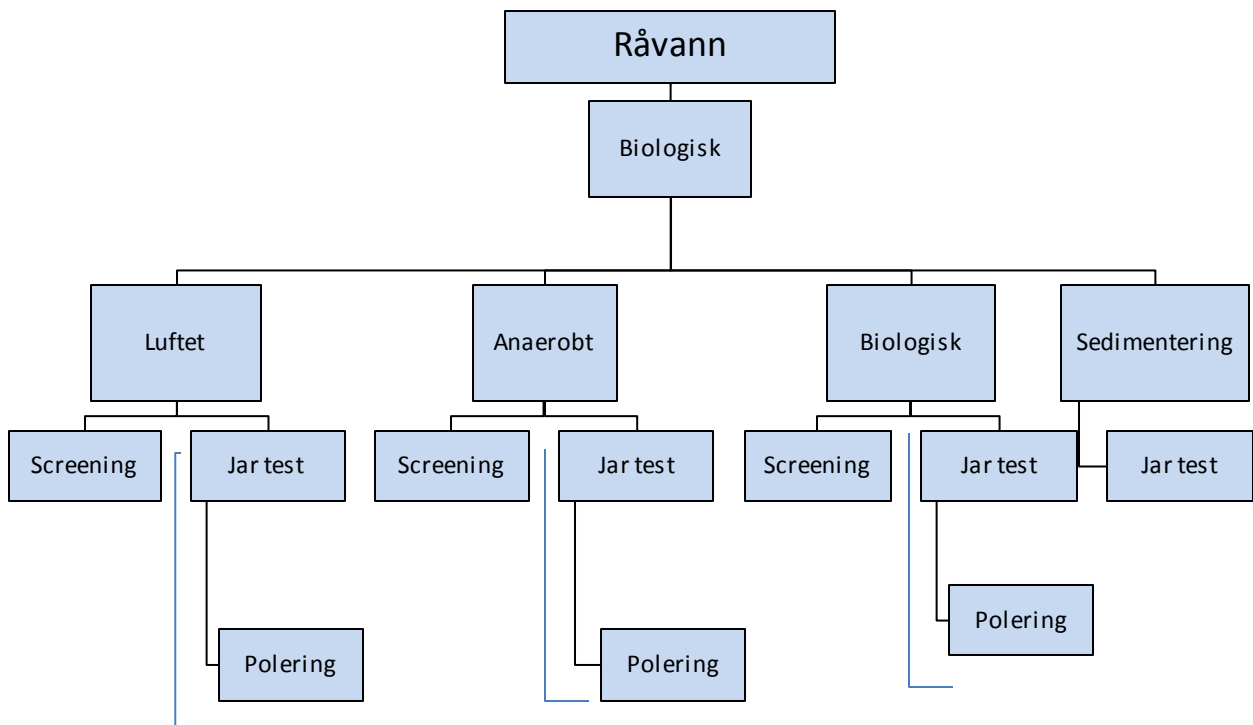 Råvann
Biologisk
Luftet
Anaerobt
Biologisk
Sedimentering
Screening
Jar test
Screening
Jar test
Screening
Jar test
Jar test
Polering
Polering
Polering